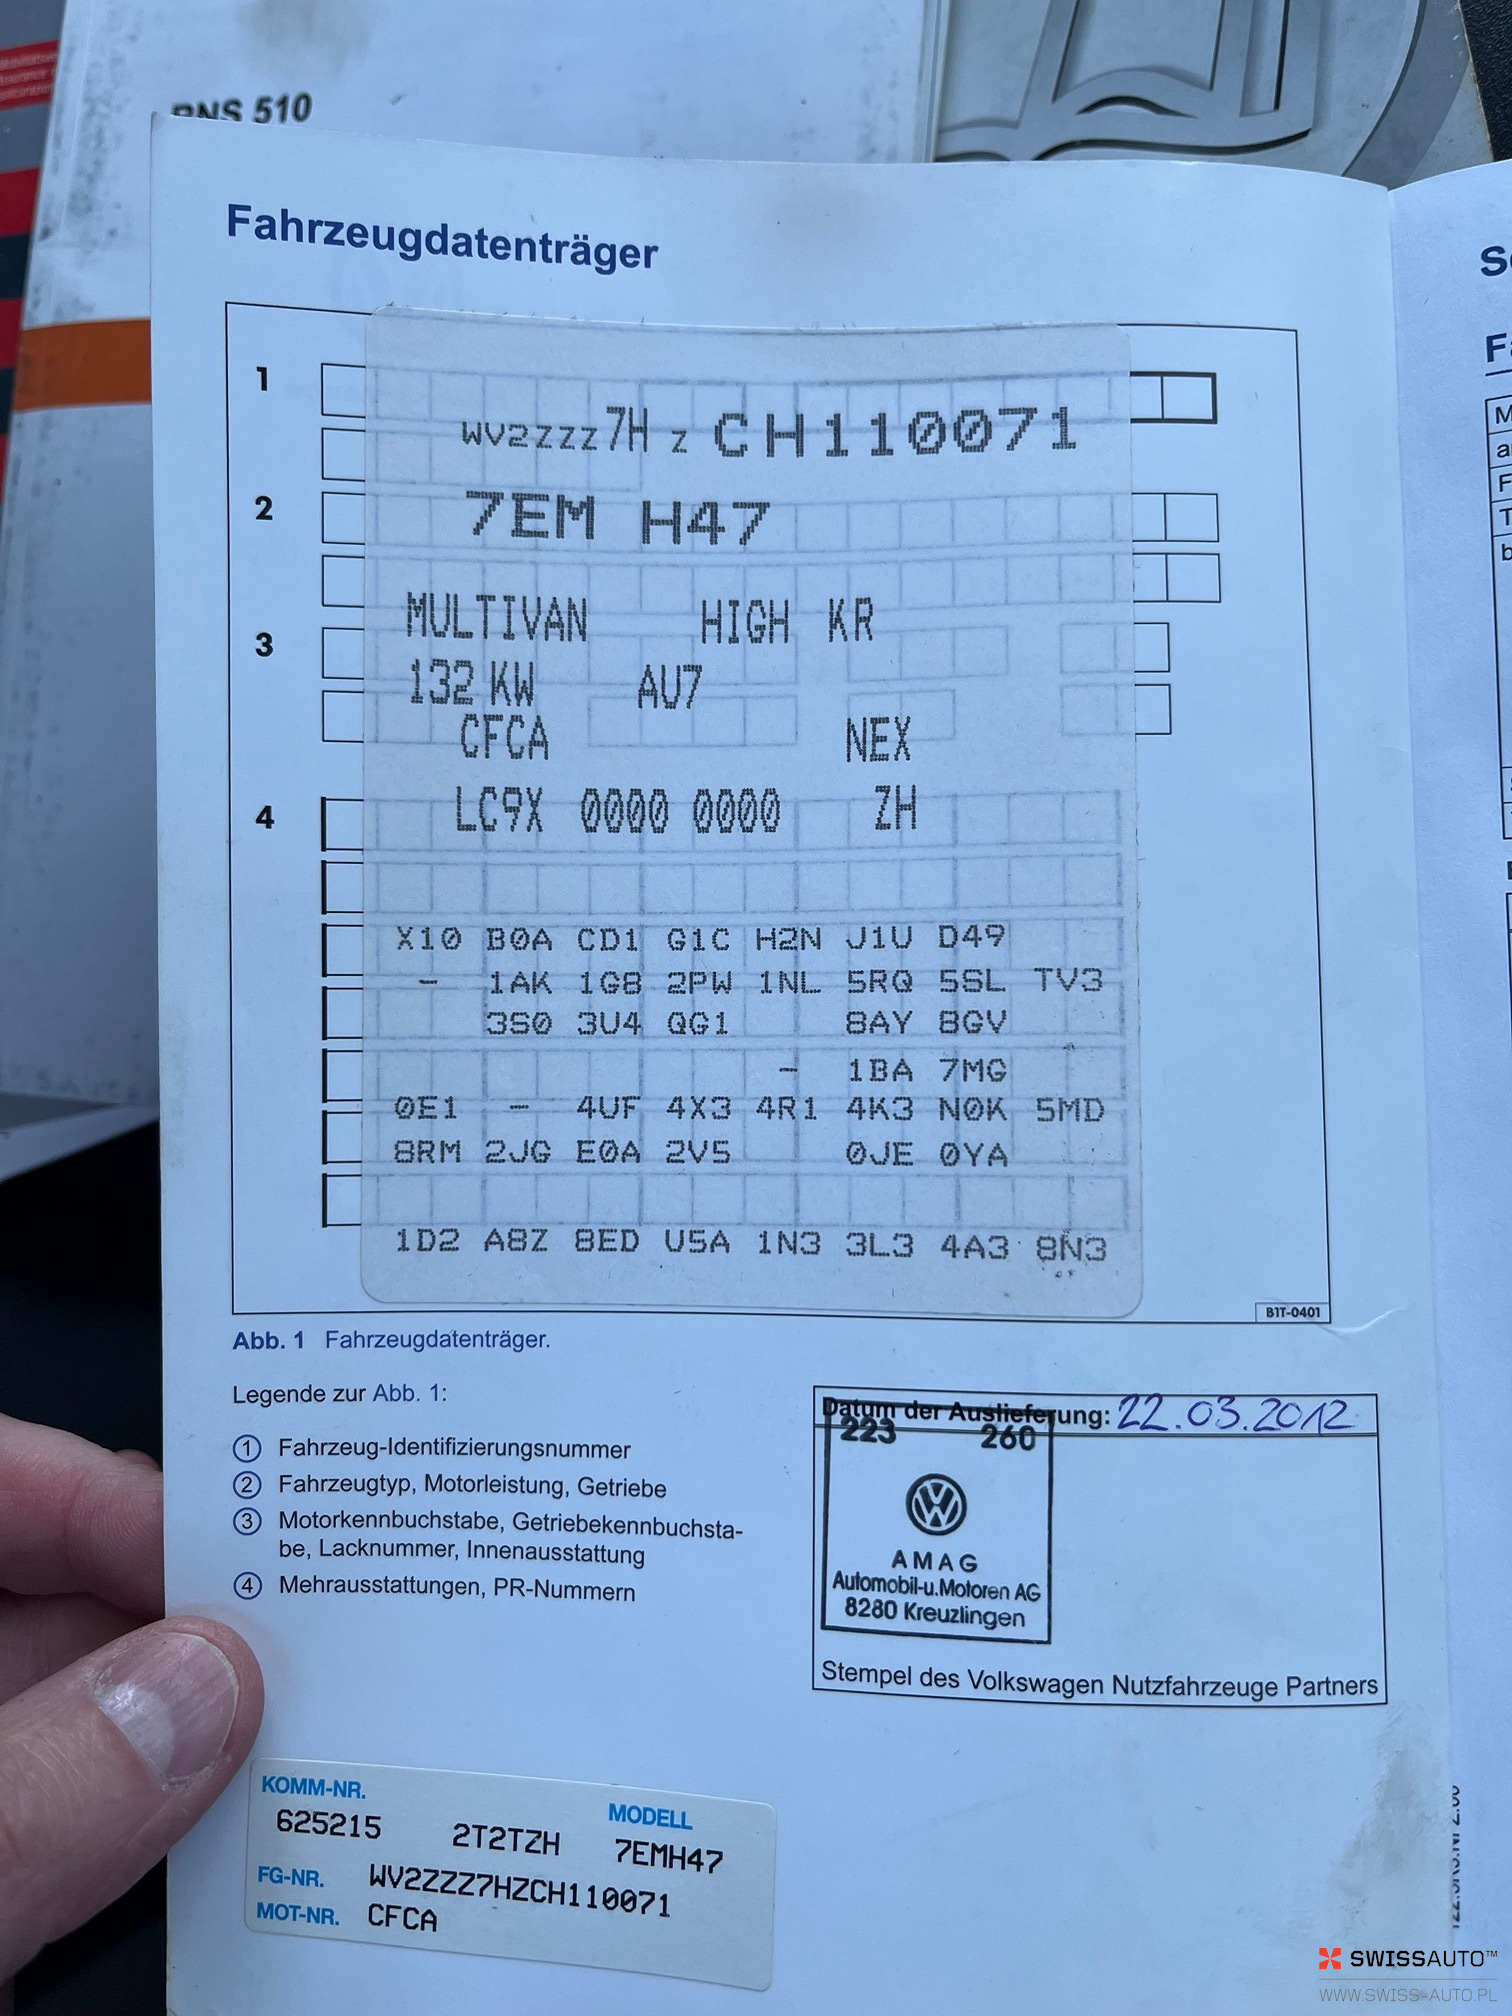 RNS 510
Fahrzeugdatenträger
1
WV2ZZZ7H Z CH110071
2
7EM H47
MULTIVAN HIGH KR
3
132 KW AU7
CFCA NEX
4
LC9X 0000 0000 ZH
X10 B0A CD1 G1C H2N J1U D49
- 1AK 1G8 2PW 1NL 5RQ 5SL TV3
3S0 3U4 QG1 8AY 8GV
- 1BA 7MG
0E1 - 4UF 4X3 4R1 4K3 N0K 5MD
8RM 2JG E0A 2V5 0JE 0YA
1D2 A8Z 8ED U5A 1N3 3L3 4A3 8N3
B1T-0401
Abb. 1 Fahrzeugdatenträger.
Legende zur Abb. 1:
1 Fahrzeug-Identifizierungsnummer
2 Fahrzeugtyp, Motorleistung, Getriebe
3 Motorkennbuchstabe, Getriebekennbuchsta-
be, Lacknummer, Innenausstattung
4 Mehrausstattungen, PR-Nummern
Datum der Auslieferung: 22.03.2012
223 260
AMAG
Automobil-u.Motoren AG
8280 Kreuzlingen
Stempel des Volkswagen Nutzfahrzeuge Partners
KOMM-NR. MODELL
625215 2T2TZH 7EMH47
FG-NR. WV2ZZZ7HZCH110071
MOT-NR. CFCA
SWISSAUTO™
WWW.SWISS-AUTO.PL